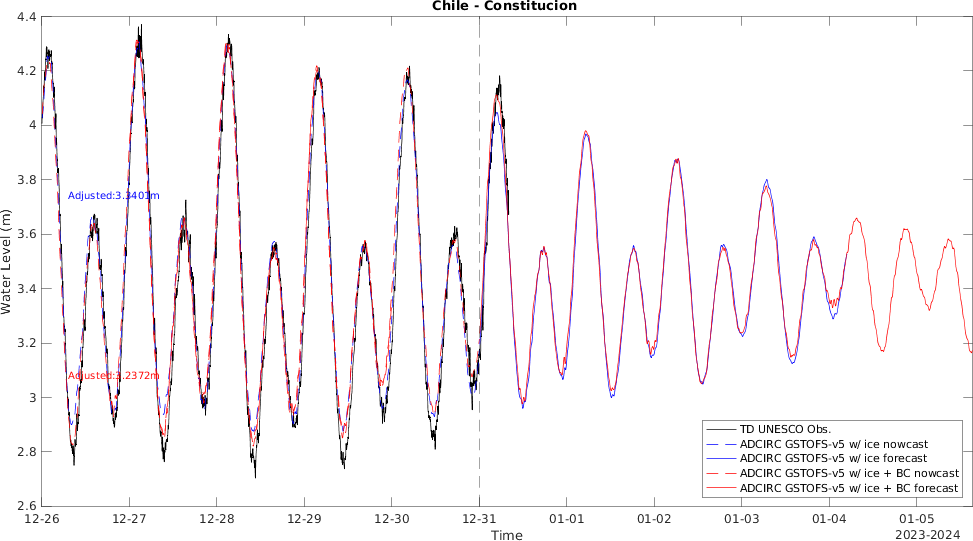 Chile - Constitucion
4.4
4.2
4
3.8
3.6
3.4
3.2
3
2.8
2.6
Water Level (m)
Adjusted:3.3401m
Adjusted:3.2372m
TD UNESCO Obs.
ADCIRC GSTOFS-v5 w/ ice nowcast
ADCIRC GSTOFS-v5 w/ ice forecast
ADCIRC GSTOFS-v5 w/ ice + BC nowcast
ADCIRC GSTOFS-v5 w/ ice + BC forecast
12-26 12-27 12-28 12-29 12-30 12-31 01-01 01-02 01-03 01-04 01-05
Time
2023-2024